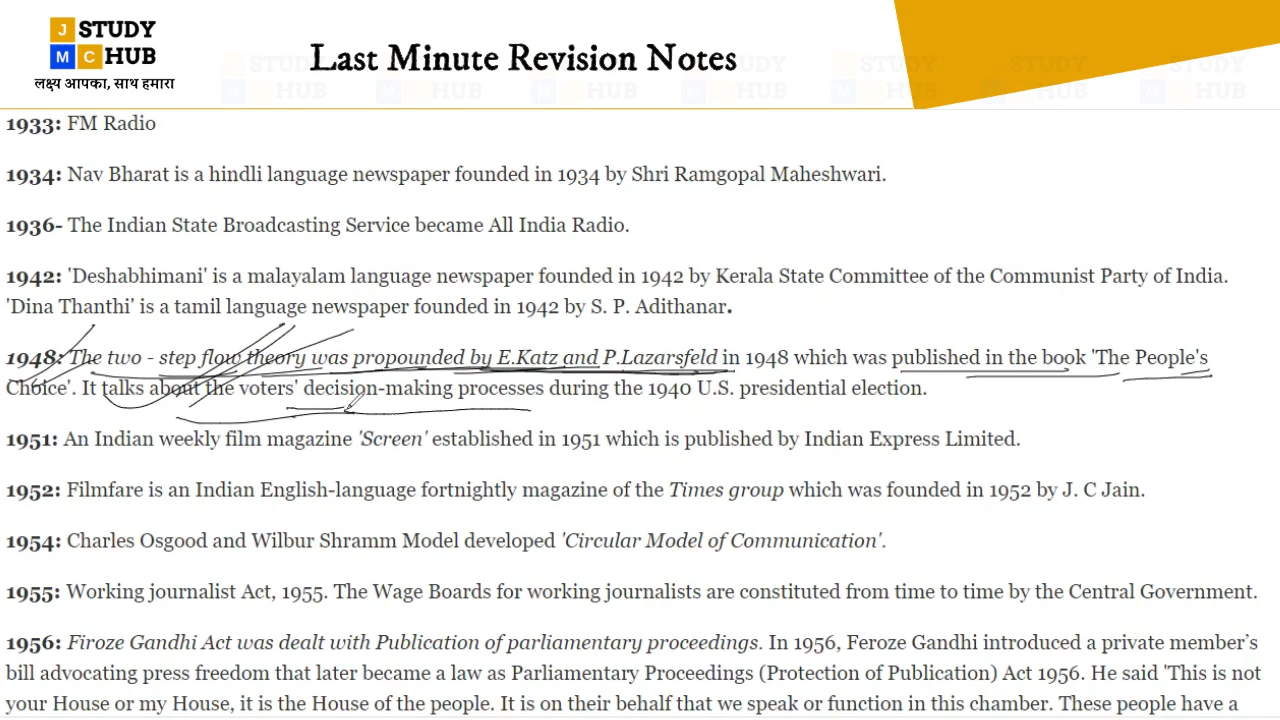 J STUDY
MC HUB
लक्ष्य आपका, साथ हमारा
Last Minute Revision Notes
1933: FM Radio
1934: Nav Bharat is a hindli language newspaper founded in 1934 by Shri Ramgopal Maheshwari.
1936- The Indian State Broadcasting Service became All India Radio.
1942: 'Deshabhimani' is a malayalam language newspaper founded in 1942 by Kerala State Committee of the Communist Party of India.
'Dina Thanthi' is a tamil language newspaper founded in 1942 by S. P. Adithanar.
1948: The two - step flow theory was propounded by E.Katz and P.Lazarsfeld in 1948 which was published in the book 'The People's
Choice'. It talks about the voters' decision-making processes during the 1940 U.S. presidential election.
1951: An Indian weekly film magazine 'Screen' established in 1951 which is published by Indian Express Limited.
1952: Filmfare is an Indian English-language fortnightly magazine of the Times group which was founded in 1952 by J. C Jain.
1954: Charles Osgood and Wilbur Shramm Model developed 'Circular Model of Communication'.
1955: Working journalist Act, 1955. The Wage Boards for working journalists are constituted from time to time by the Central Government.
1956: Firoze Gandhi Act was dealt with Publication of parliamentary proceedings. In 1956, Feroze Gandhi introduced a private member's
bill advocating press freedom that later became a law as Parliamentary Proceedings (Protection of Publication) Act 1956. He said 'This is not
your House or my House, it is the House of the people. It is on their behalf that we speak or function in this chamber. These people have a